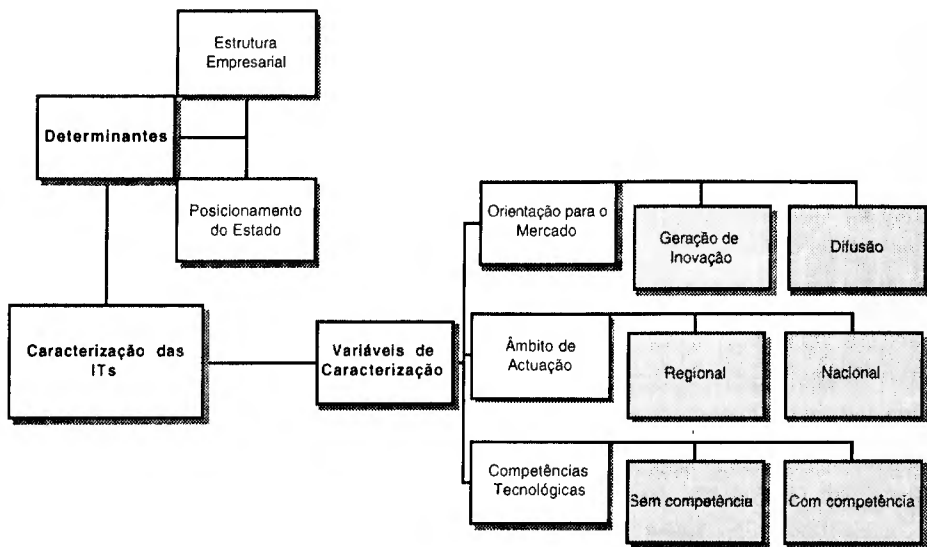 Estrutura
Empresarial
Determinantes
Posicionamento
do Estado
Caracterização das
ITs
Variáveis de
Caracterização
Orientação para o
Mercado
Geração de
Inovação
Difusão
Âmbito de
Actuação
Regional
Nacional
Competências
Tecnológicas
Sem competência
Com competência